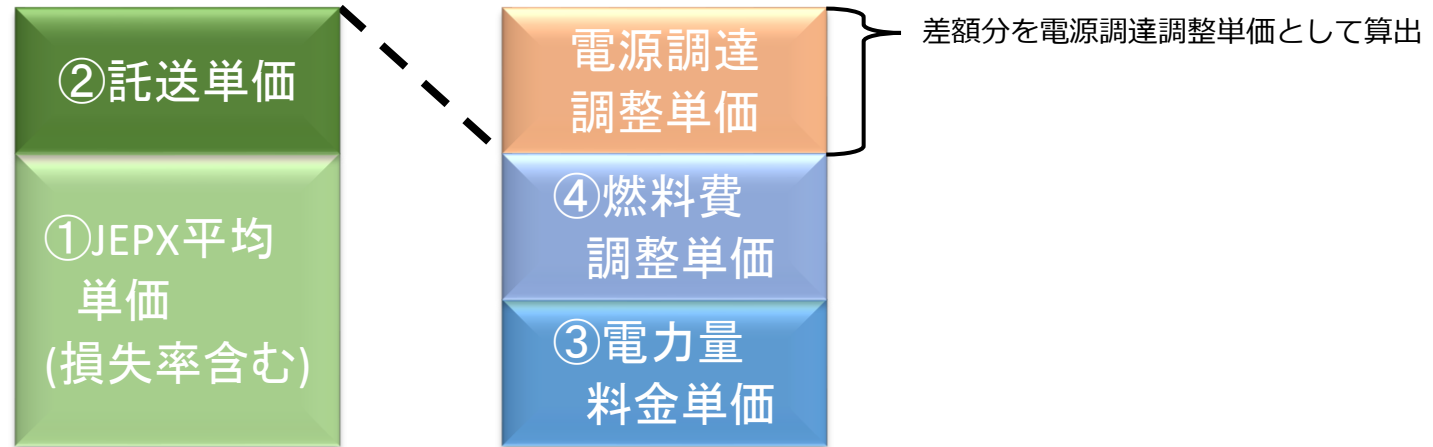 ②託送単価
①JEPX平均
単価
(損失率含む)
電源調達
調整単価
④燃料費
調整単価
③電力量
料金単価
差額分を電源調達調整単価として算出